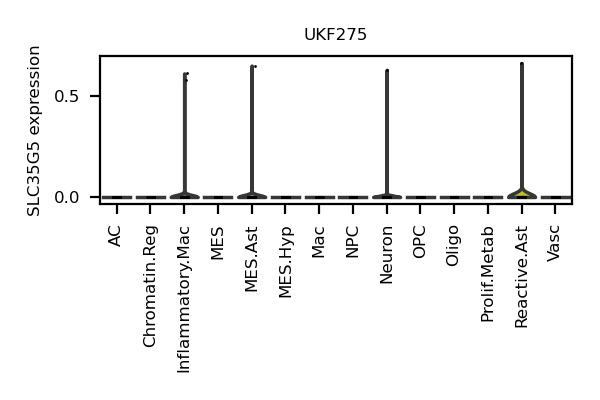 UKF275
SLC35G5 expression
0.5
0.0
AC
Chromatin.Reg
Inflammatory.Mac
MES
MES.Ast
MES.Hyp
Mac
NPC
Neuron
OPC
Oligo
Prolif.Metab
Reactive.Ast
Vasc